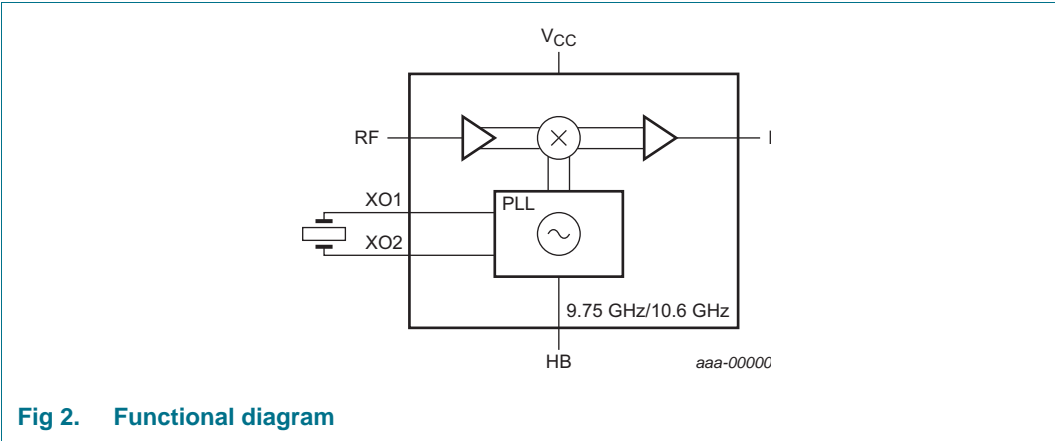 VCC
RF
XO1
PLL
XO2
9.75 GHz/10.6 GHz
HB
aaa-00000
Fig 2. Functional diagram